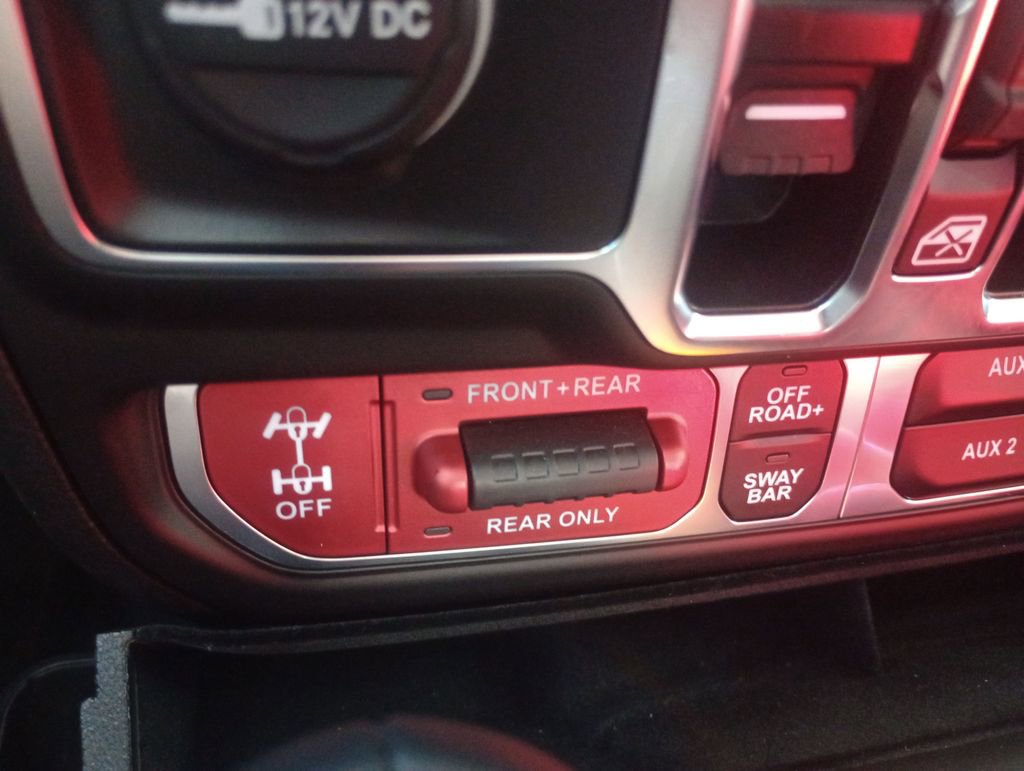 12V DC
FRONT+REAR
OFF
REAR ONLY
OFF
ROAD+
SWAY
BAR
AUX
AUX 2